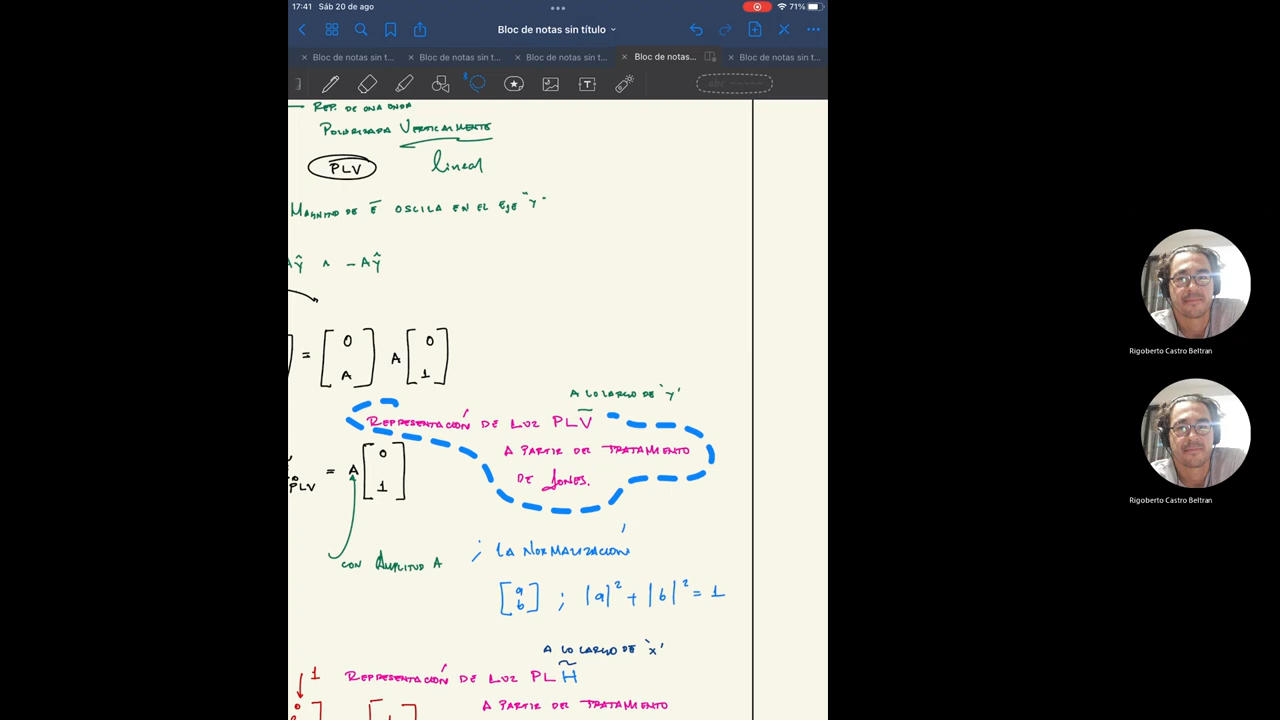 17:41 Sáb 20 de ago
71%
Bloc de notas sin título
Bloc de notas sin t...
Bloc de notas sin t...
Bloc de notas sin t...
Bloc de notas...
Bloc de notas sin t...
REP. DE UNA ONDA
POLARIZADA VERTICALMENTE
PLV
lineal
MAGNITUD DE E̅ OSCILA EN EL EJE "Y"
Aŷ ∧ -Aŷ
= [0 A] A [0 1]
A LO LARGO DE 'Y'
REPRESENTACIÓN DE LUZ PLV
A PARTIR DEL TRATAMIENTO
DE JONES.
PLV = A [0 1]
CON AMPLITUD A
; LA NORMALIZACIÓN
[a b] ; |a|² + |b|² = 1
A LO LARGO DE 'X'
1 REPRESENTACIÓN DE LUZ PLH
A PARTIR DEL TRATAMIENTO
Rigoberto Castro Beltran
Rigoberto Castro Beltran